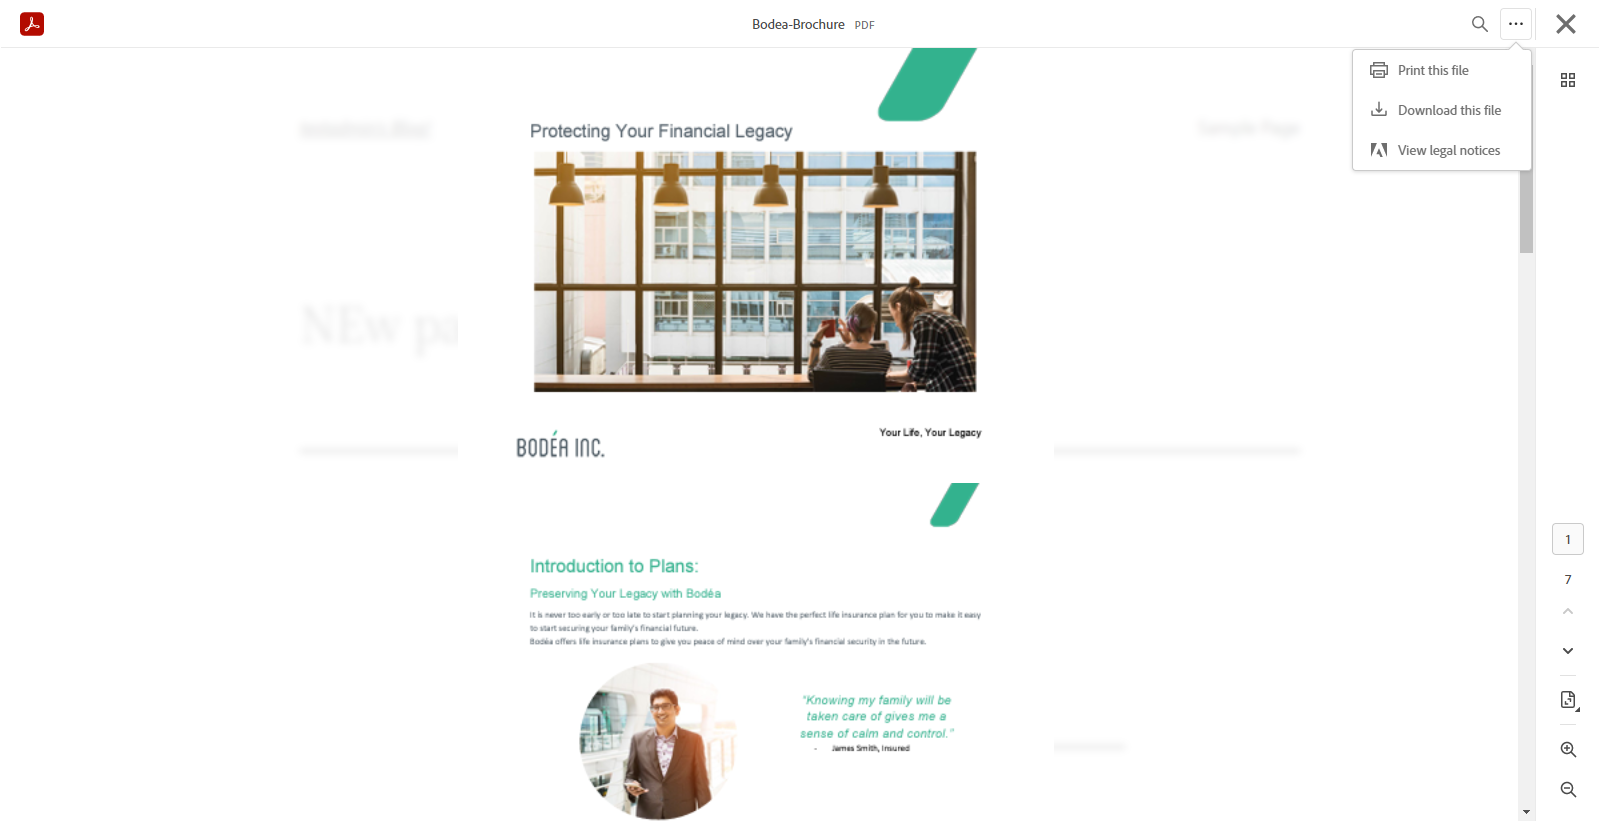 Bodea-Brochure PDF
Print this file
Download this file
View legal notices
Sample Page
Protecting Your Financial Legacy
NEw pa
Your Life, Your Legacy
BODÉA INC.
Introduction to Plans:
Preserving Your Legacy with Bodéa
It is never too early or too late to start planning your legacy. We have the perfect life insurance plan for you to make it easy
to start securing your family's financial future.
Bodéa offers life insurance plans to give you peace of mind over your family's financial security in the future.
"Knowing my family will be
taken care of gives me a
sense of calm and control."
- James Smith, Insured
1
7